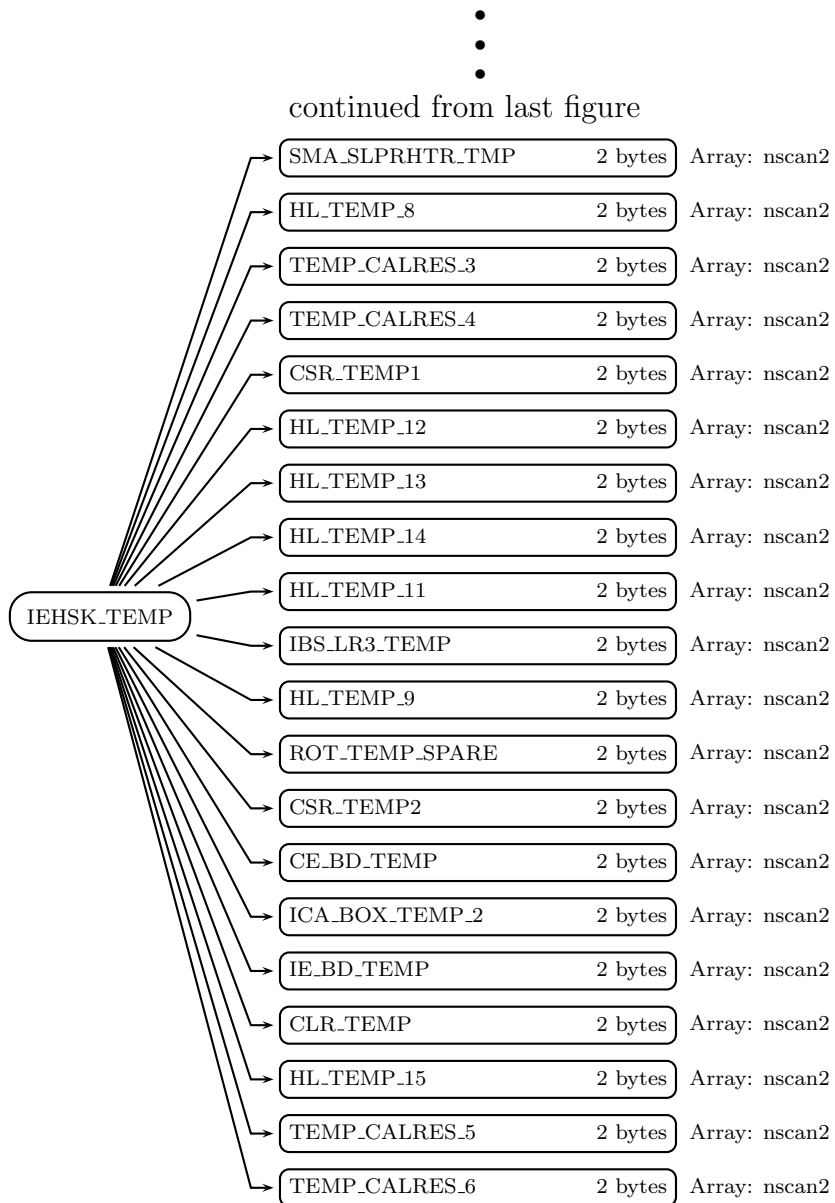 continued from last figure
SMA_SLPRHTR_TMP 2 bytes Array: nscan2
HL_TEMP_8 2 bytes Array: nscan2
TEMP_CALRES_3 2 bytes Array: nscan2
TEMP_CALRES_4 2 bytes Array: nscan2
CSR_TEMP1 2 bytes Array: nscan2
HL_TEMP_12 2 bytes Array: nscan2
HL_TEMP_13 2 bytes Array: nscan2
HL_TEMP_14 2 bytes Array: nscan2
HL_TEMP_11 2 bytes Array: nscan2
IEHSK_TEMP
IBS_LR3_TEMP 2 bytes Array: nscan2
HL_TEMP_9 2 bytes Array: nscan2
ROT_TEMP_SPARE 2 bytes Array: nscan2
CSR_TEMP2 2 bytes Array: nscan2
CE_BD_TEMP 2 bytes Array: nscan2
ICA_BOX_TEMP_2 2 bytes Array: nscan2
IE_BD_TEMP 2 bytes Array: nscan2
CLR_TEMP 2 bytes Array: nscan2
HL_TEMP_15 2 bytes Array: nscan2
TEMP_CALRES_5 2 bytes Array: nscan2
TEMP_CALRES_6 2 bytes Array: nscan2